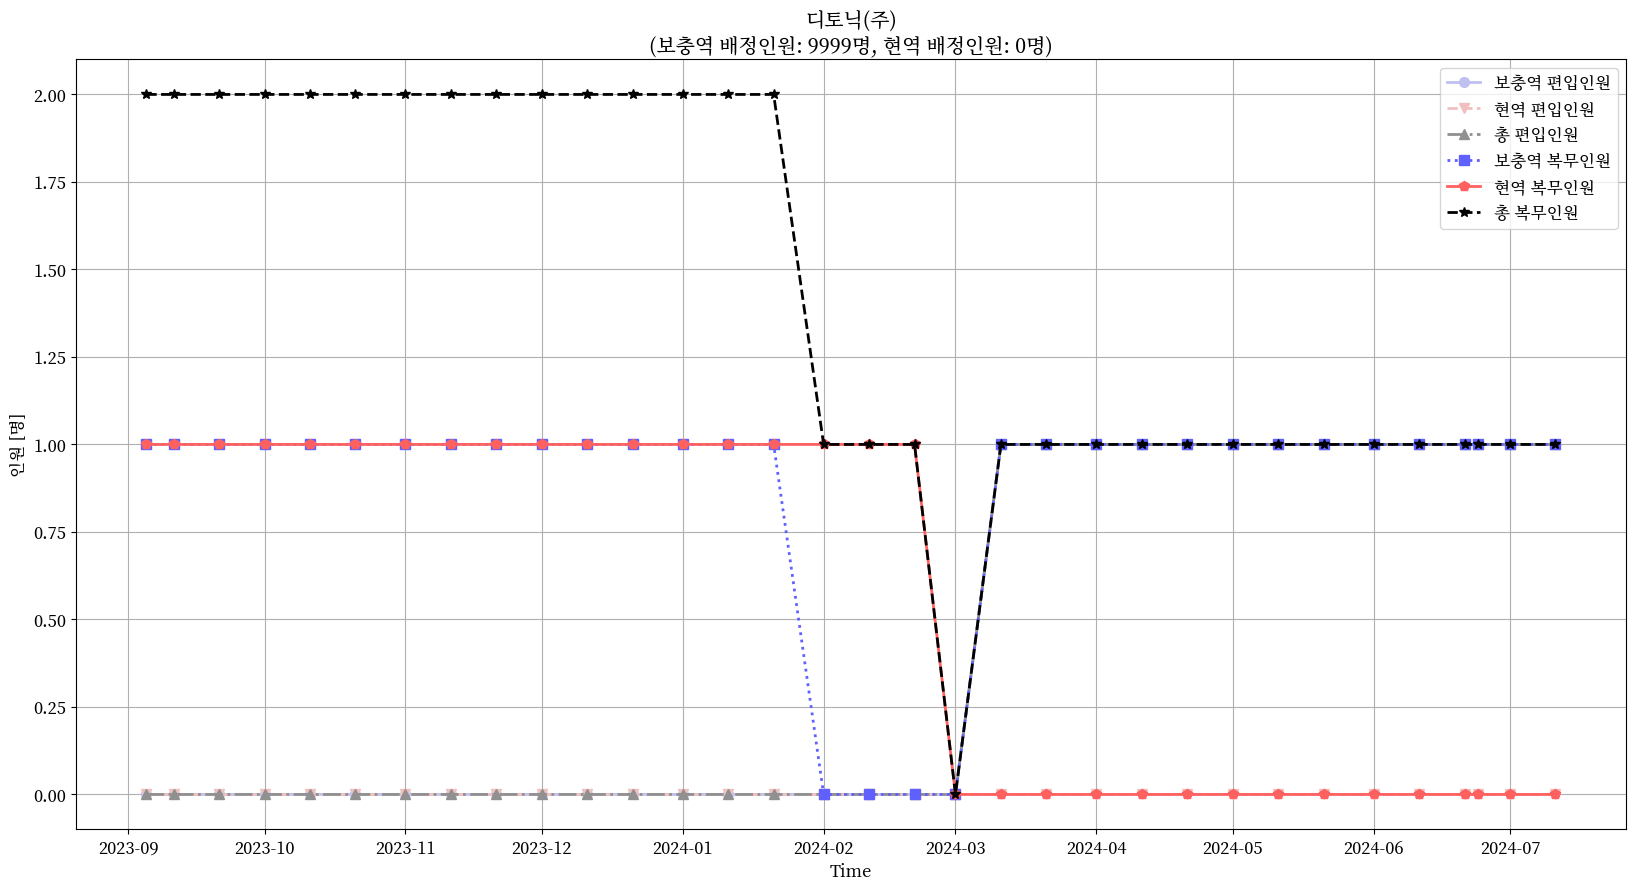 디토닉(주)
(보충역 배정인원: 9999명, 현역 배정인원: 0명)
보충역 편입인원
현역 편입인원
총 편입인원
보충역 복무인원
현역 복무인원
총 복무인원
2.00
1.75
1.50
1.25
1.00
0.75
0.50
0.25
0.00
인원 [명]
2023-09 2023-10 2023-11 2023-12 2024-01 2024-02 2024-03 2024-04 2024-05 2024-06 2024-07
Time